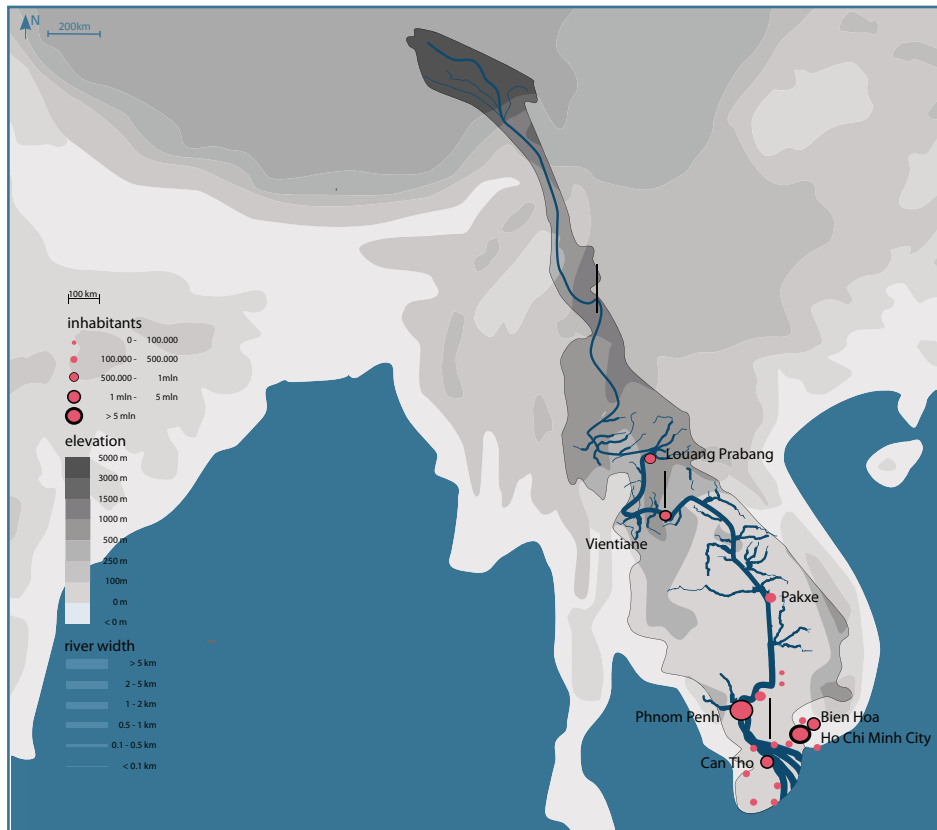 N
200km
100 km
inhabitants
0 - 100.000
100.000 - 500.000
500.000 - 1mln
1 mln - 5 mln
> 5 mln
elevation
5000 m
3000 m
1500 m
1000 m
500 m
250 m
100m
0 m
< 0 m
river width
> 5 km
2 - 5 km
1 - 2 km
0.5 - 1 km
0.1 - 0.5 km
< 0.1 km
Louang Prabang
Vientiane
Pakxe
Phnom Penh
Bien Hoa
Ho Chi Minh City
Can Tho